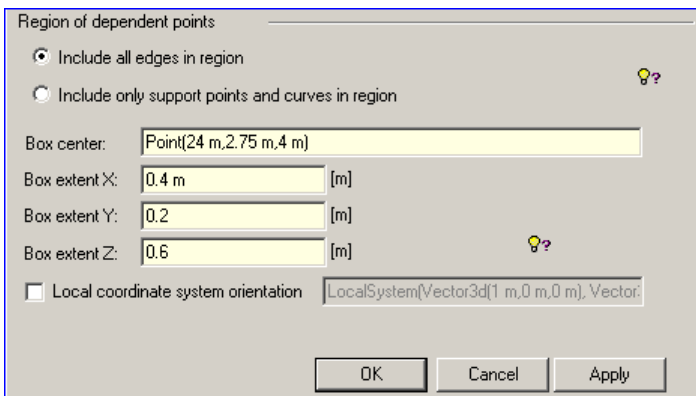 Region of dependent points
Include all edges in region
Include only support points and curves in region
Box center: Point(24 m,2.75 m,4 m)
Box extent X: 0.4 m [m]
Box extent Y: 0.2 [m]
Box extent Z: 0.6 [m]
Local coordinate system orientation LocalSystem(Vector3d(1 m,0 m,0 m), Vector
OK Cancel Apply